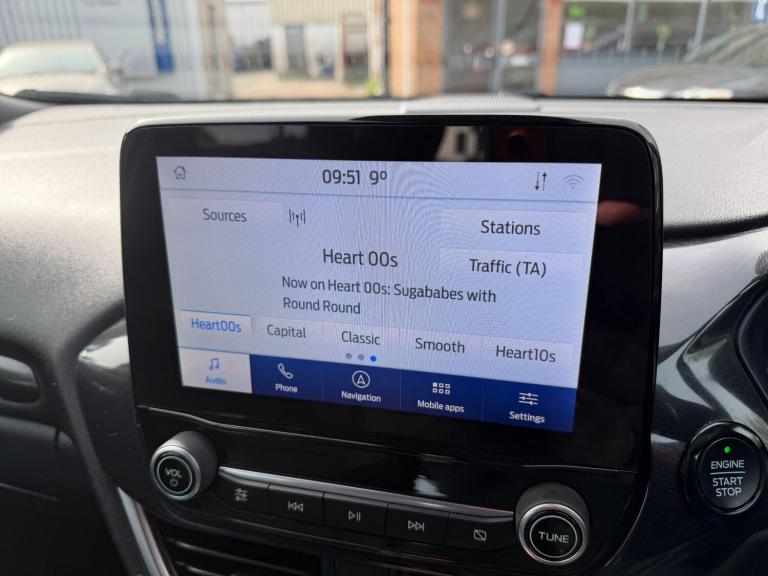 09:51 9°
Sources
Stations
Heart 00s
Traffic (TA)
Now on Heart 00s: Sugababes with
Round Round
Heart00s Capital Classic Smooth Heart10s
Audio Phone Navigation Mobile apps Settings
VOL
TUNE
ENGINE
START
STOP